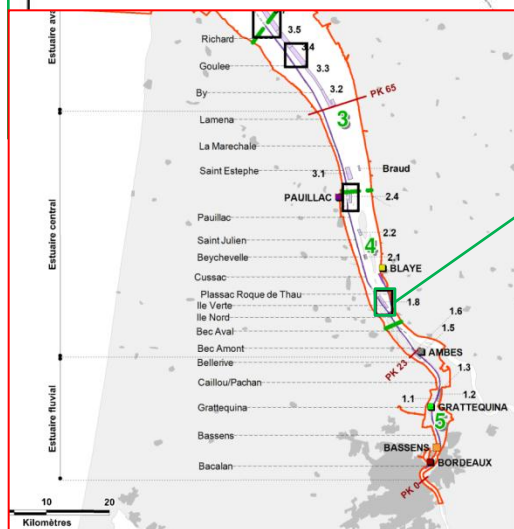 Estuaire ava
Richard
Goulee
By
Lamena
La Marechale
Saint Estephe
PAUILLAC
Pauillac
Saint Julien
Beychevelle
Cussac
Plassac Roque de Thau
Ile Verte
Ile Nord
Bec Aval
Bec Amont
Bellerive
Caillou/Pachan
Grattequina
Bassens
Bacalan
Estuaire central
Estuaire fluvial
3.5
3.4
3.3
3.2
PK 65
3
3.1
Braud
2.4
2.2
4
2.1
BLAYE
1.8
1.6
1.5
PK 23
AMBES
1.3
1.2
1.1
GRATTEQUINA
5
BASSENS
BORDEAUX
PK 0
0 10 20
Kilomètres